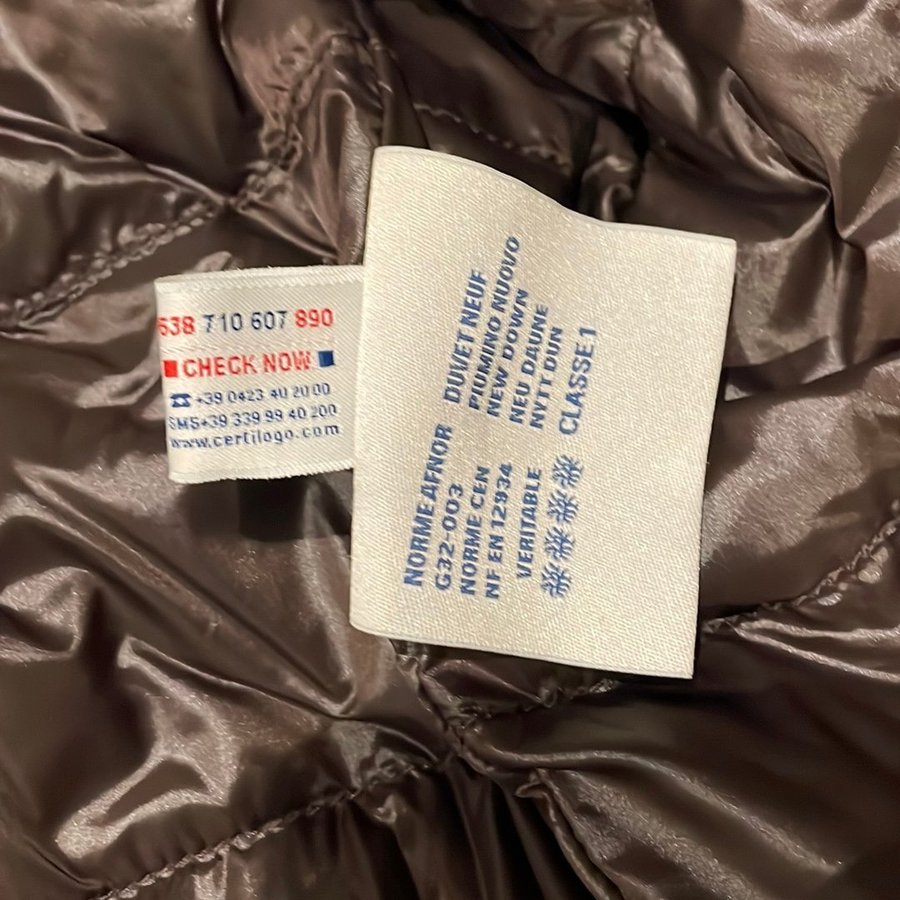 638 710 607 890
CHECK NOW
☎ +39 0423 40 20 00
SMS+39 339 99 40 200
www.certilogo.com
NORME AFNOR DUVET NEUF
G32-003 PIUMINO NUOVO
NORME CEN NEW DOWN
NF EN 12934 NEU DAUNE
VERITABLE NYTT DUN
CLASSE 1